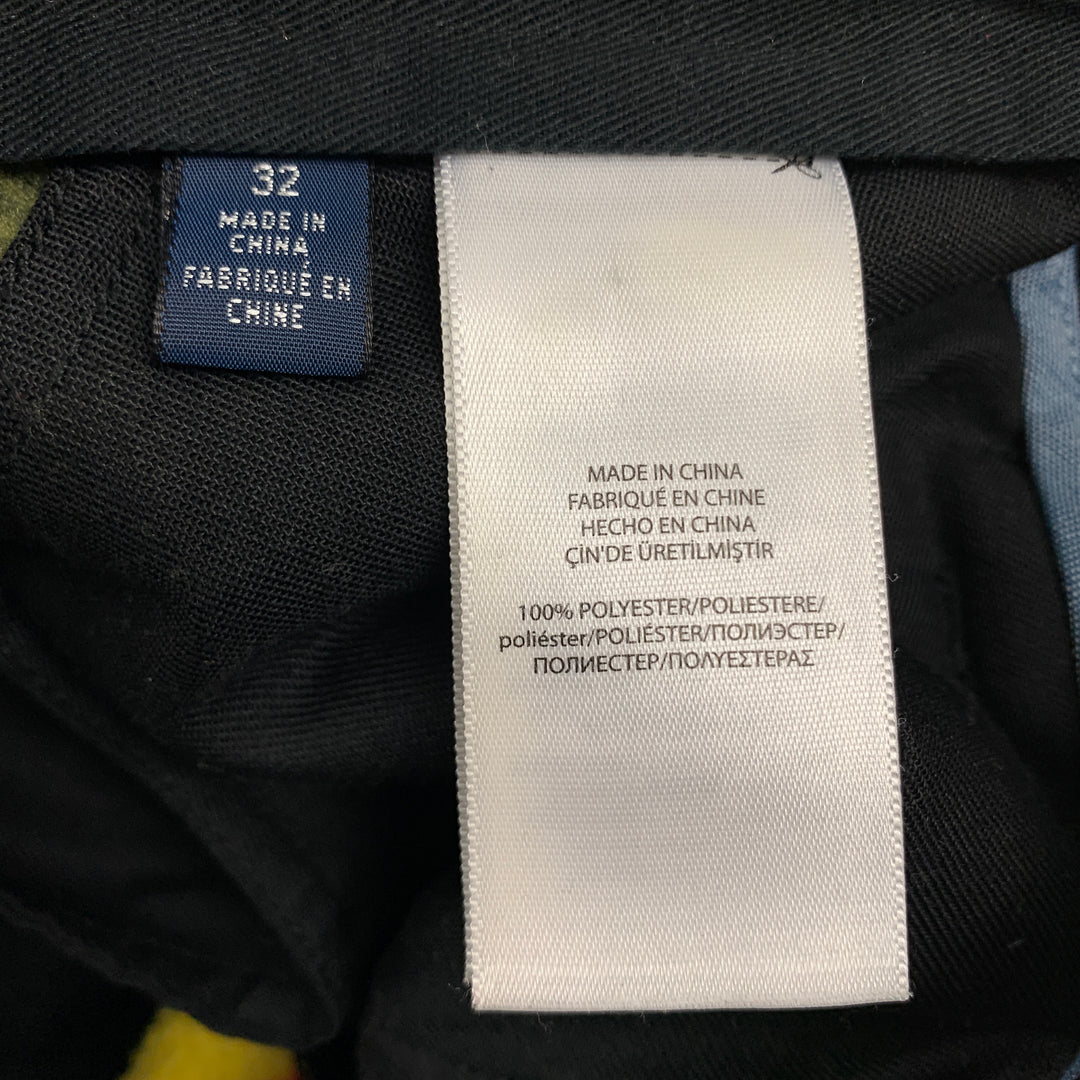 32
MADE IN
CHINA
FABRIQUÉ EN
CHINE
MADE IN CHINA
FABRIQUÉ EN CHINE
HECHO EN CHINA
ÇİN'DE ÜRETİLMİŞTİR
100% POLYESTER/POLIESTERE/
poliéster/POLIÉSTER/ПОЛИЭСТЕР/
ПОЛИЕСТЕР/ΠΟΛΥΕΣΤΕΡΑΣ